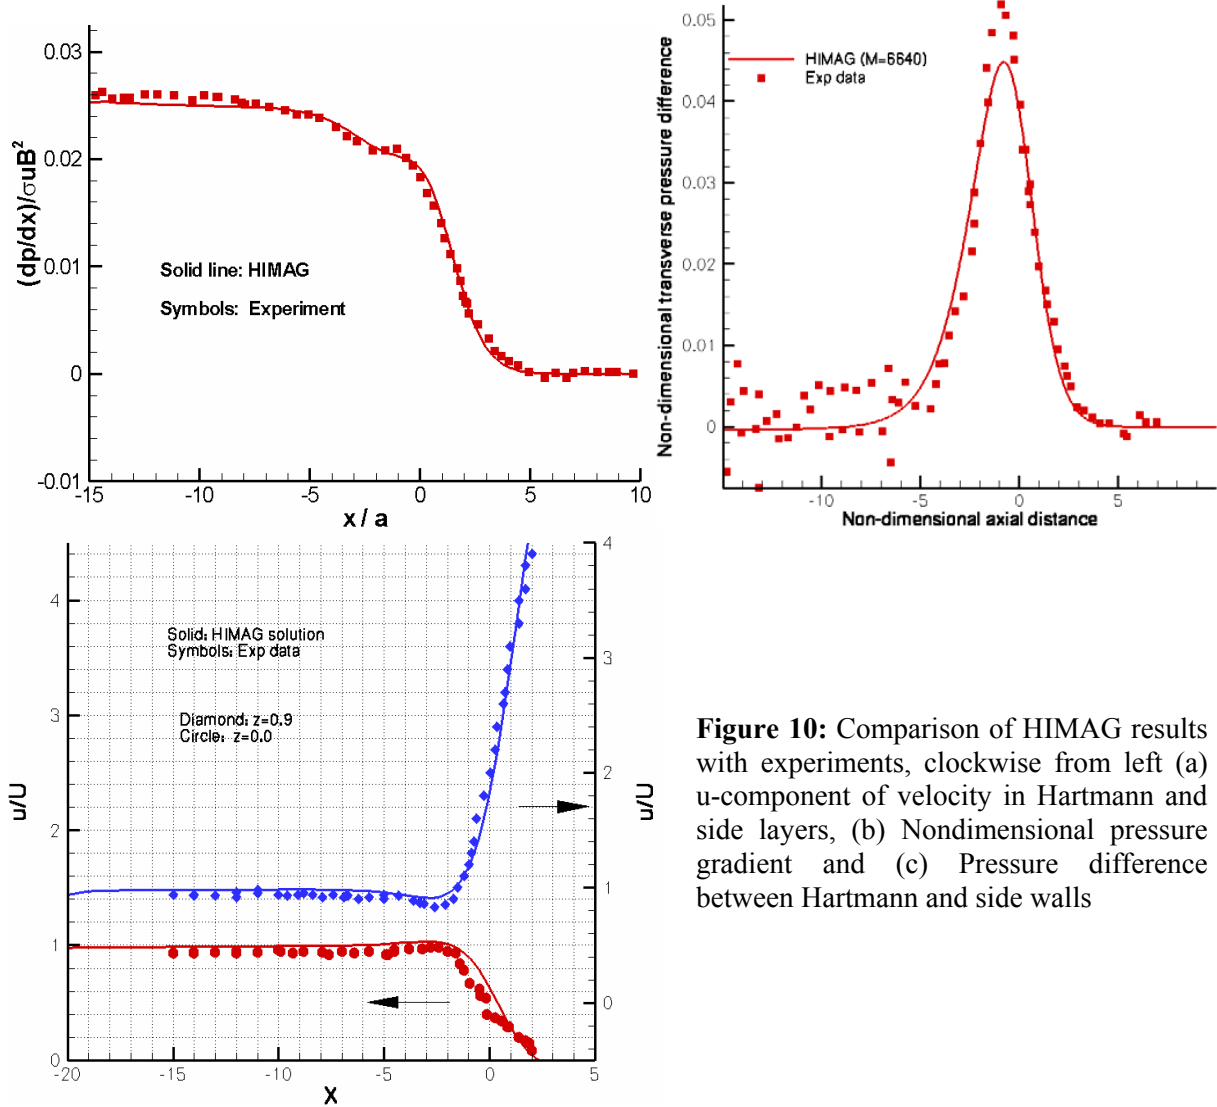 0.03
0.02
0.01
0
-0.01
(dp/dx)/σuB²
Solid line: HIMAG
Symbols: Experiment
-15 -10 -5 0 5 10
x / a
0.05
0.04
0.03
0.02
0.01
0
Non-dimensional transverse pressure difference
HIMAG (M=6640)
Exp data
-10 -5 0 5
Non-dimensional axial distance
4
3
2
1
0
u/U
Solid: HIMAG solution
Symbols: Exp data
Diamond: z=0.9
Circle: z=0.0
4
3
2
1
0
u/U
-20 -15 -10 -5 0 5
X
Figure 10: Comparison of HIMAG results
with experiments, clockwise from left (a)
u-component of velocity in Hartmann and
side layers, (b) Nondimensional pressure
gradient and (c) Pressure difference
between Hartmann and side walls